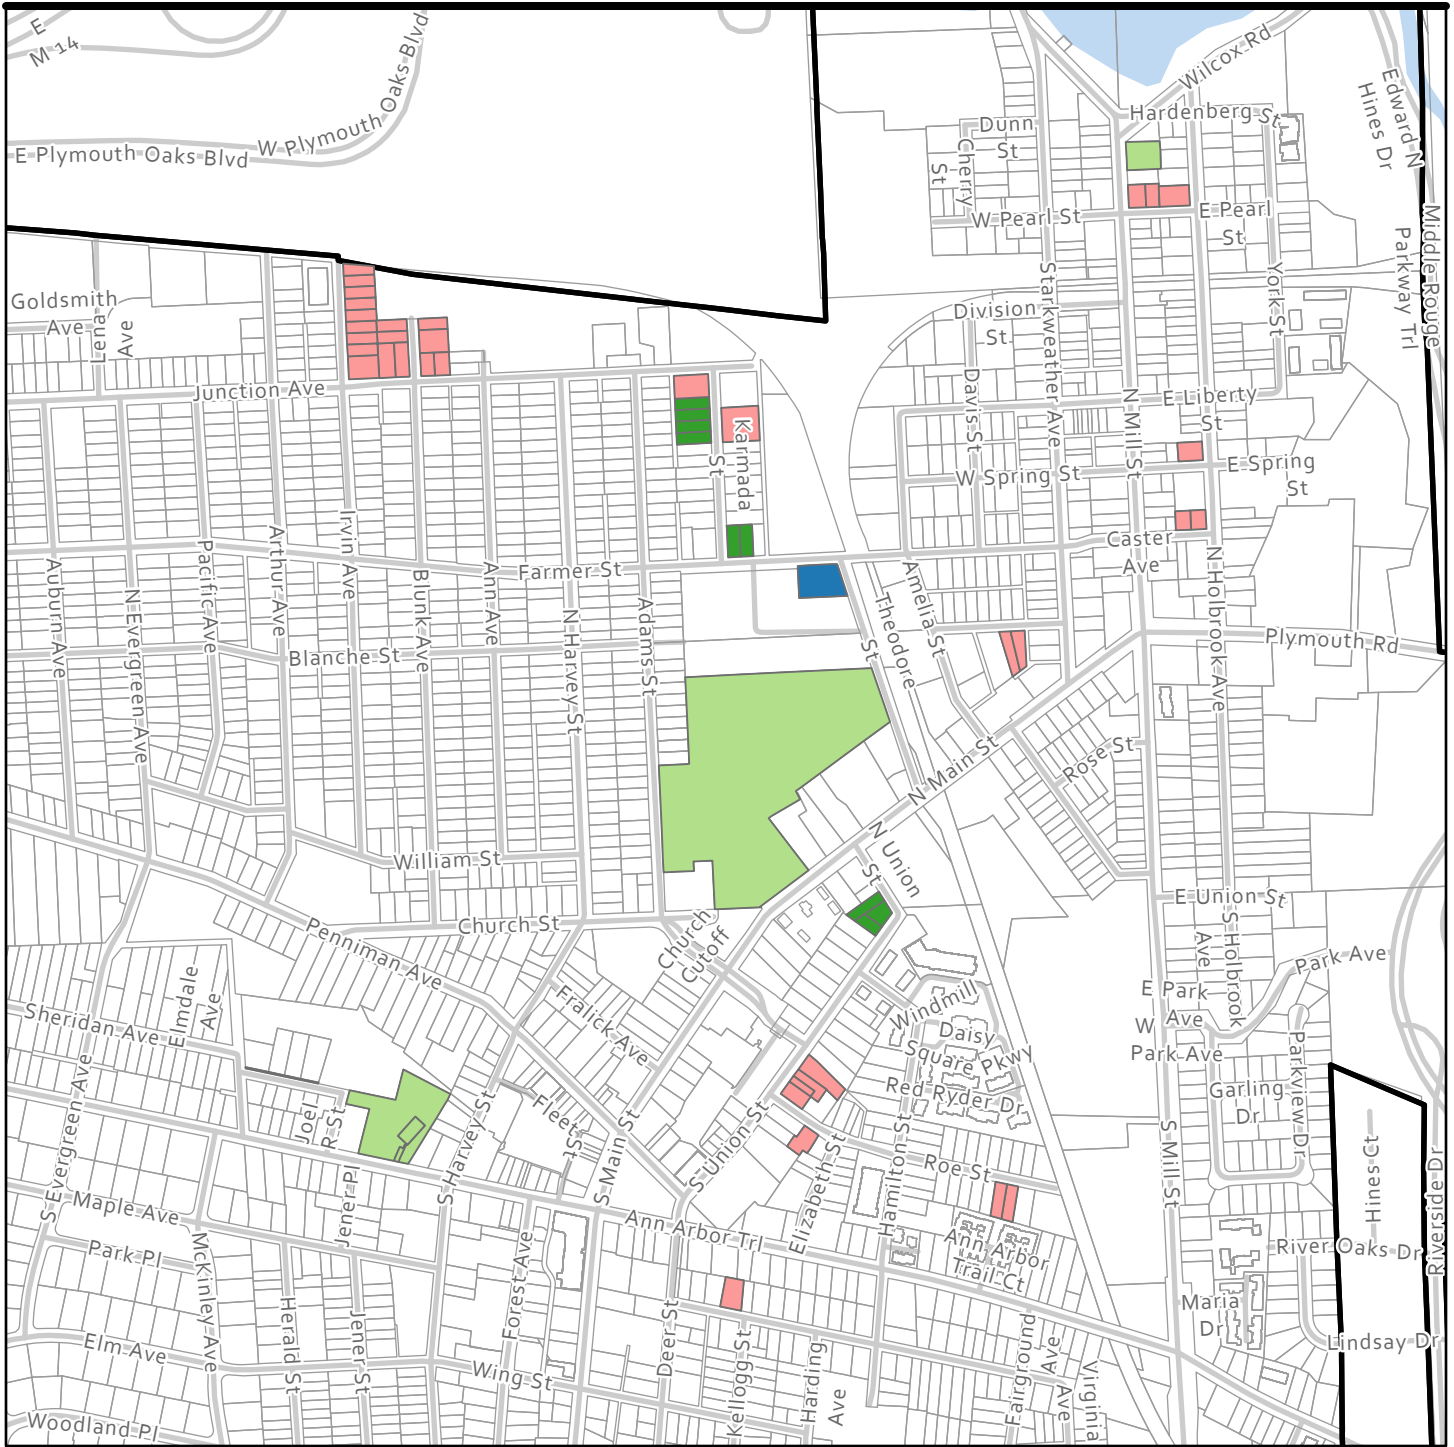 E
M 14
E Plymouth Oaks Blvd
W Plymouth Oaks Blvd
Wilcox Rd
Hardenberg St
Edward N
Hines Dr
Dunn
St
Cherry
St
W Pearl St
E Pearl
St
Middle Rouge
Parkway Trl
York St
Starkweather Ave
Division
St
Goldsmith
Ave
Lena
Ave
Junction Ave
Davis St
N Mill St
E Liberty
St
Karmada
St
W Spring St
E Spring
St
Caster
Ave
Irvin Ave
Arthur Ave
Pacific Ave
Auburn Ave
N Evergreen Ave
Blunk Ave
Ann Ave
Farmer St
N Harvey St
Adams St
Theodore
St
Amelia St
N Holbrook Ave
Plymouth Rd
Blanche St
Rose St
N Main St
N Union
St
William St
Church St
Church
Cutoff
Penniman Ave
E Union St
S Holbrook
Ave
Park Ave
E Park
Ave
W
Park Ave
Windmill
Daisy
Square Pkwy
Red Ryder Dr
Elmdale
Ave
Sheridan Ave
Fralick Ave
Fleet St
Joel
R St
S Harvey St
S Main St
S Union St
S Evergreen Ave
Parkview Dr
Garling
Dr
S Mill St
Roe St
Elizabeth St
Hamilton St
Hines Ct
Riverside Dr
River Oaks Dr
Lindsay Dr
Maria
Dr
Ann Arbor
Trail Ct
Ann Arbor Trl
Maple Ave
Park Pl
Jener Pl
McKinley Ave
Elm Ave
Herald St
Jener St
Forest Ave
Wing St
Deer St
Kellogg St
Harding
Ave
Fairground
Ave
Virginia
Ave
Woodland Pl